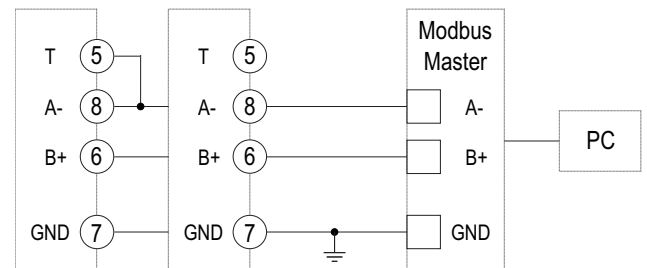 Modbus
Master
T 5 T 5
A- 8 A- 8 A-
B+ 6 B+ 6 B+
PC
GND 7 GND 7 GND